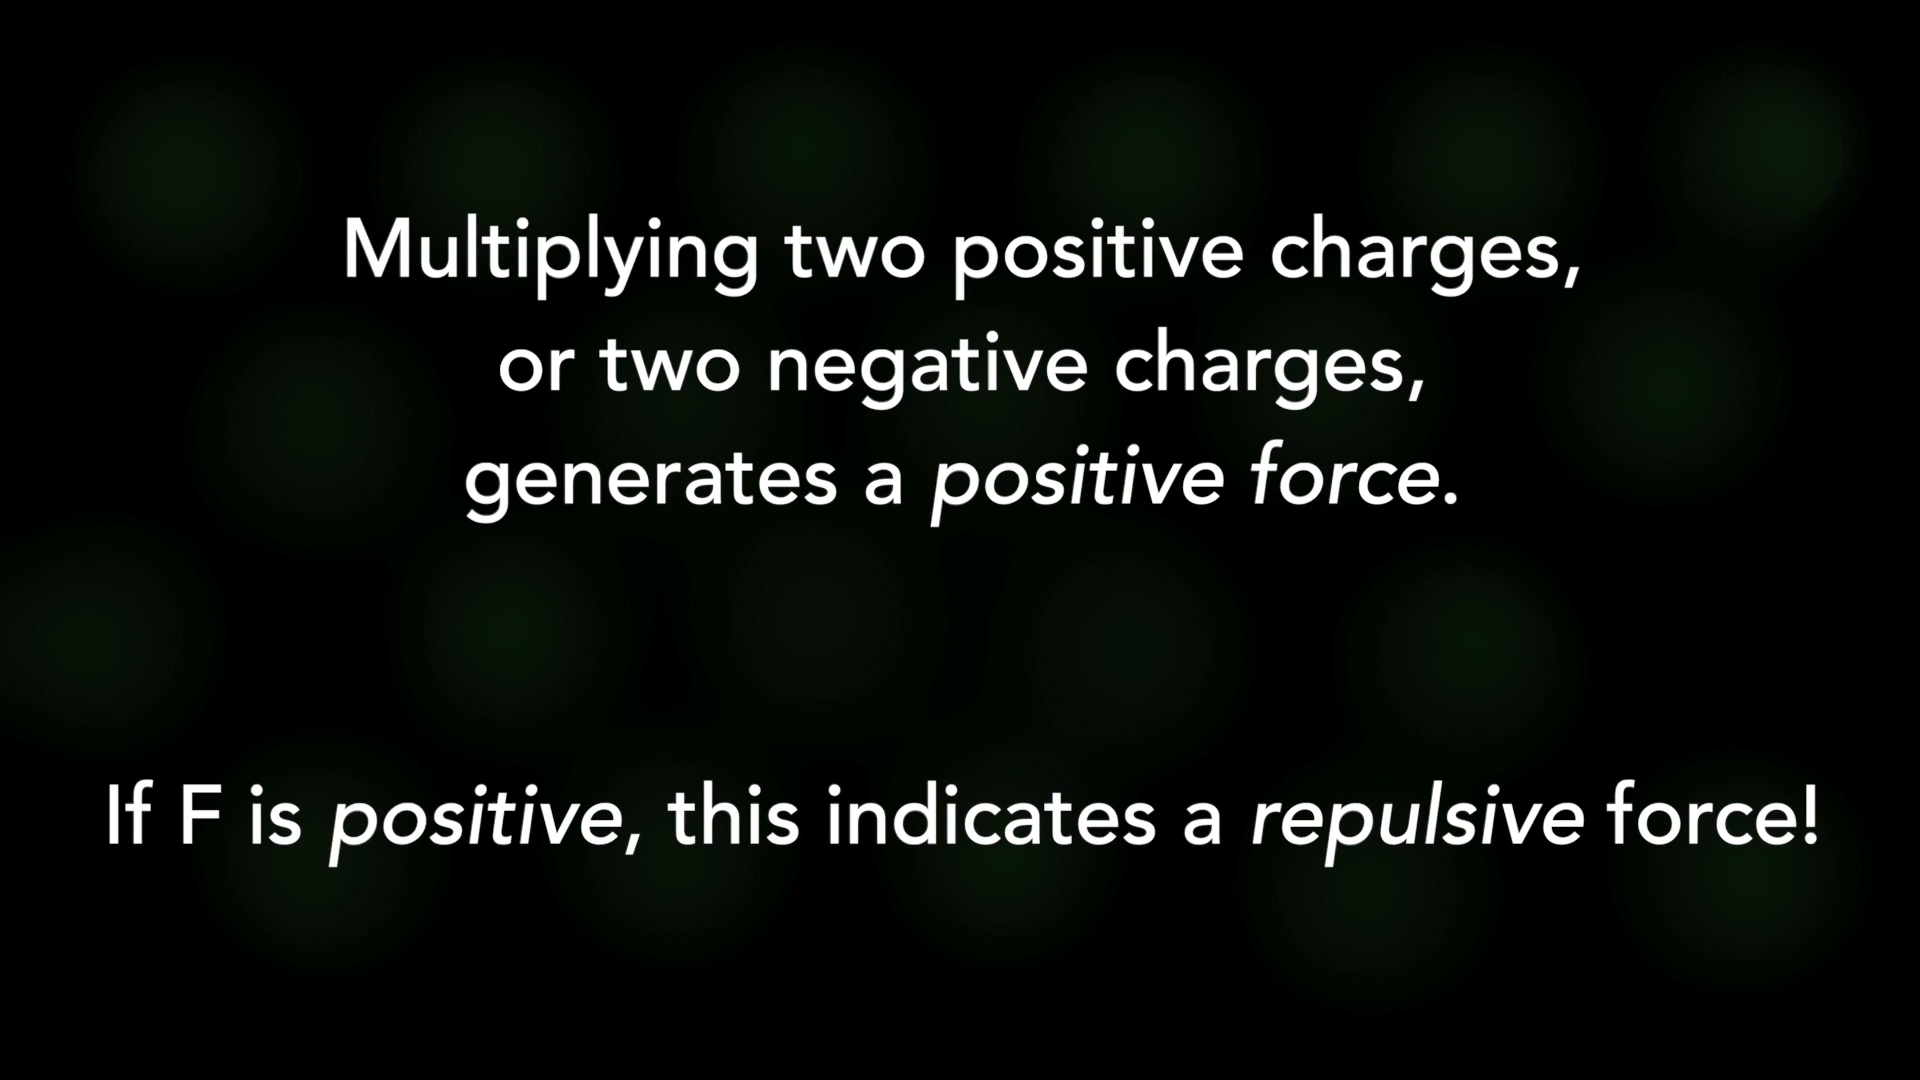 Multiplying two positive charges,
or two negative charges,
generates a positive force.
If F is positive, this indicates a repulsive force!